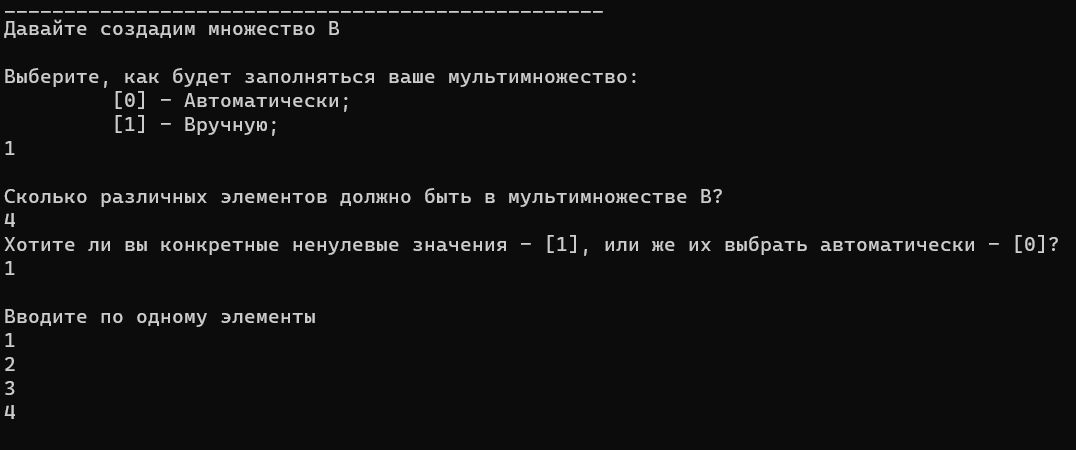 --------------------------------------------------
Давайте создадим множество B

Выберите, как будет заполняться ваше мультимножество:
         [0] - Автоматически;
         [1] - Вручную;
1

Сколько различных элементов должно быть в мультимножестве B?
4
Хотите ли вы конкретные ненулевые значения - [1], или же их выбрать автоматически - [0]?
1

Вводите по одному элементы
1
2
3
4